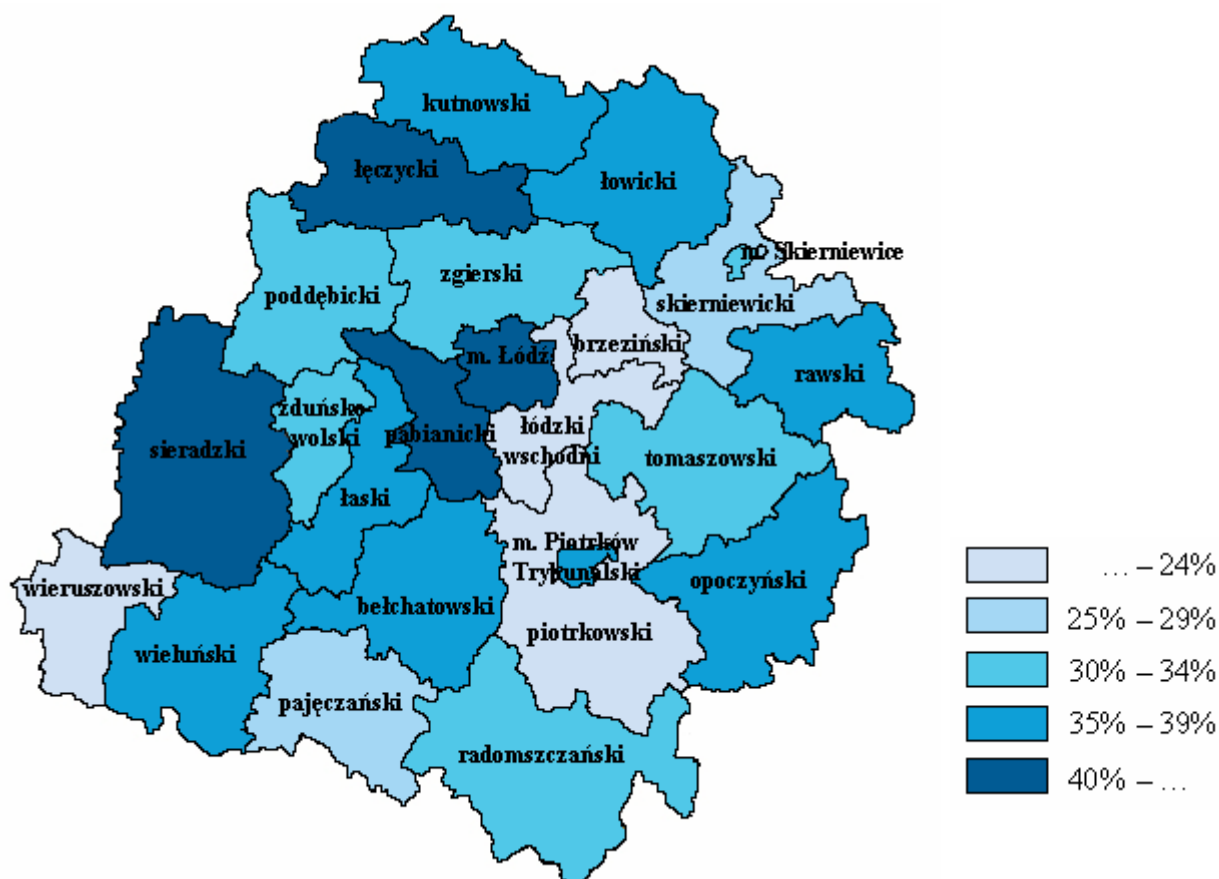 kutnowski
łęczycki
łowicki
m. Skierniewice
zgierski
poddębicki
skierniewicki
m. Łódź
brzeziński
rawski
zduńsko-
wolski
pabianicki
łódzki
wschodni
sieradzki
tomaszowski
łaski
m. Piotrków
Trybunalski
opoczyński
wieruszowski
bełchatowski
piotrkowski
wieluński
pajęczański
radomszczański
... – 24%
25% – 29%
30% – 34%
35% – 39%
40% – ...